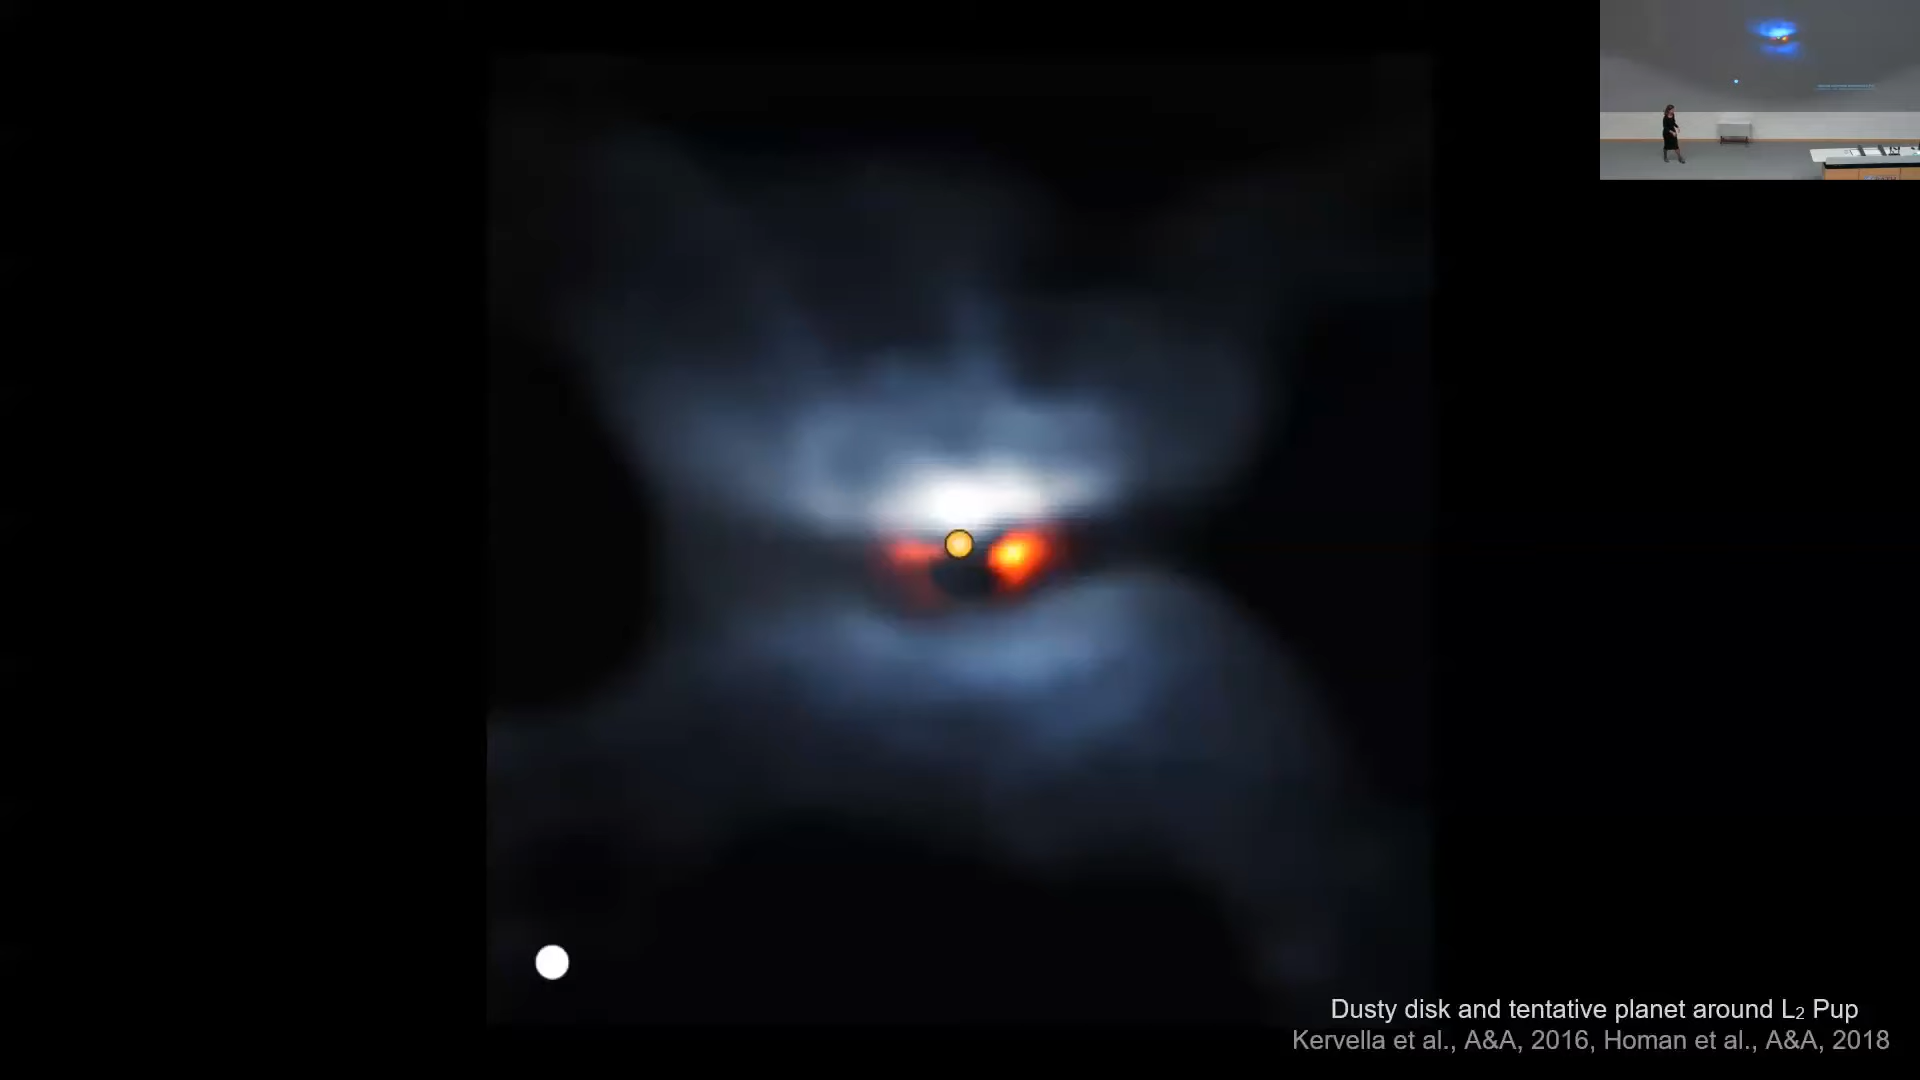 Dusty disk and tentative planet around L₂ Pup
Kervella et al., A&A, 2016, Homan et al., A&A, 2018